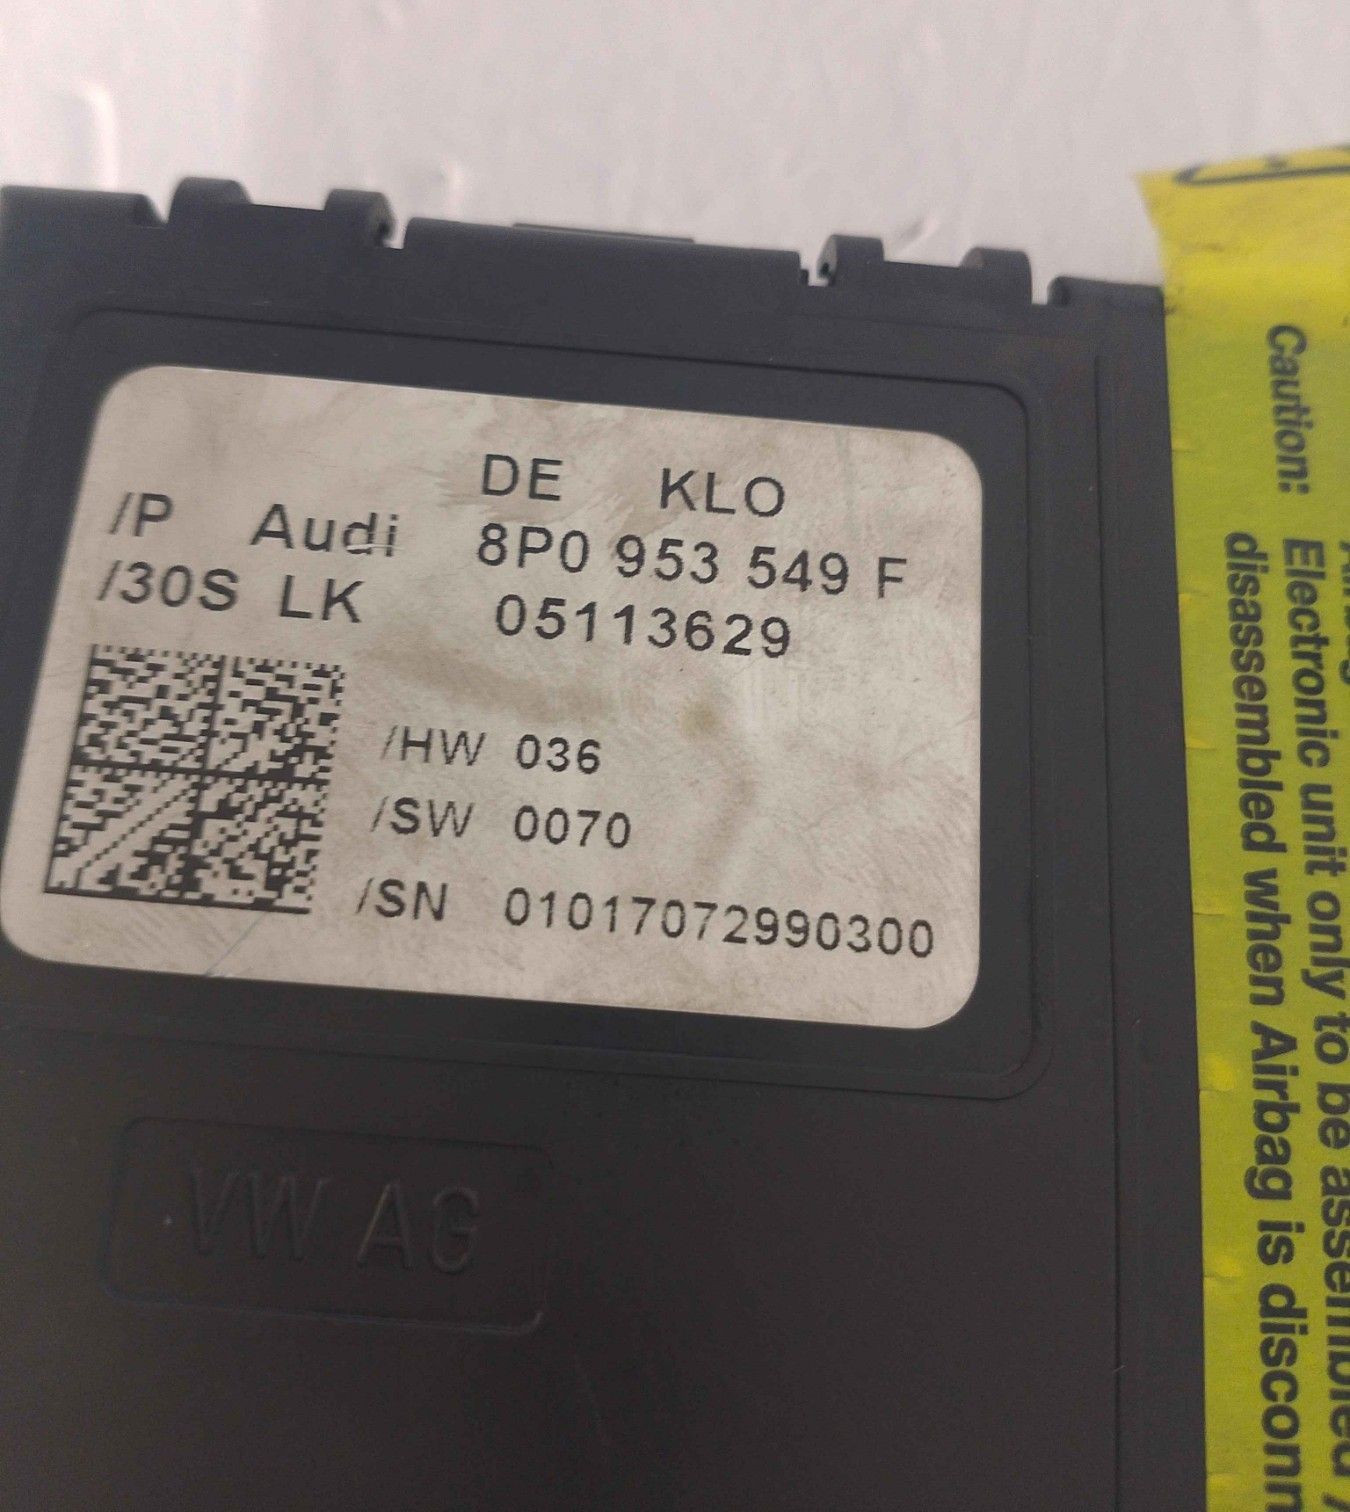 DE KLO
/P Audi 8P0 953 549 F
/30S LK 05113629
/HW 036
/SW 0070
/SN 01017072990300
VW AG
Caution:
Electronic unit only to be assembled
disassembled when Airbag is